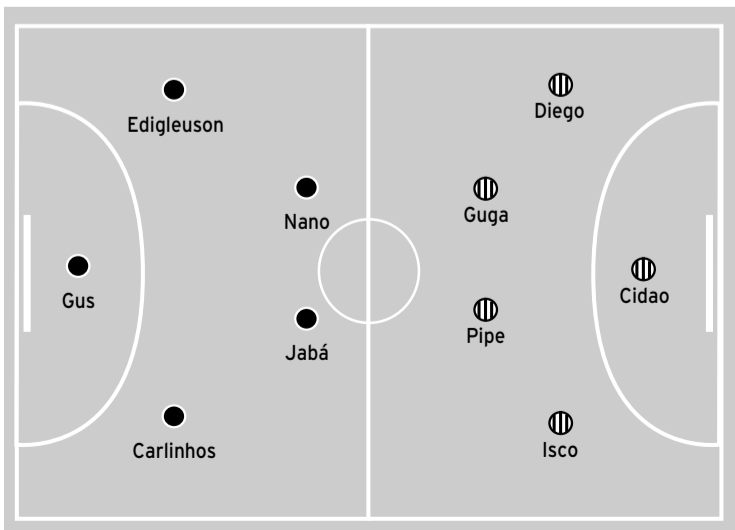 Edigleuson
Diego
Nano
Guga
Gus
Cidao
Jabá
Pipe
Carlinhos
Isco